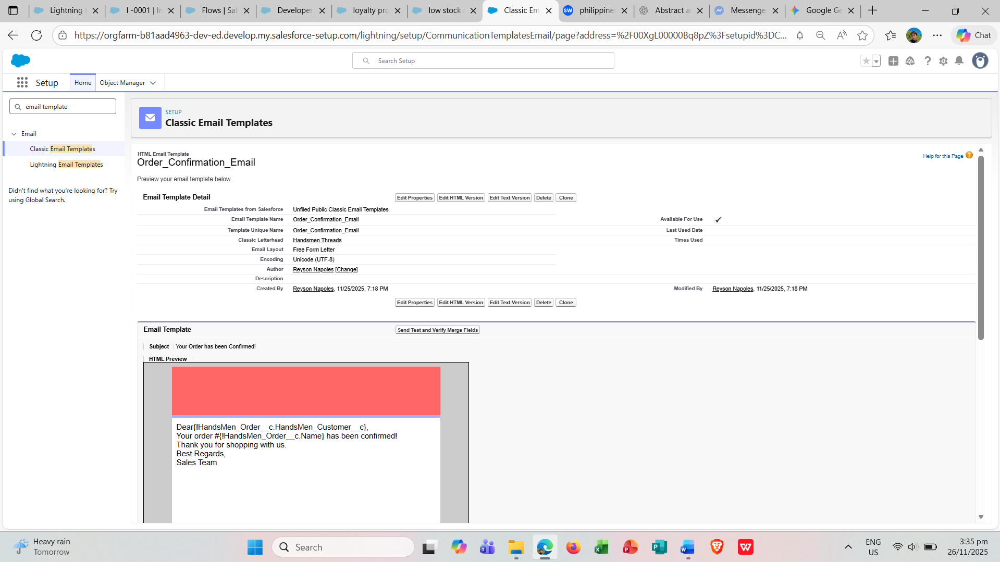 Lightning
I -0001 | In
Flows | Sal
Developer
loyalty pro
low stock a
Classic Em
SW
philippines
Abstract a
Messenger
Google Ge
https://orgfarm-b81aad4963-dev-ed.develop.my.salesforce-setup.com/lightning/setup/CommunicationTemplatesEmail/page?address=%2F00XgL00000Bq8pZ%3Fsetupid%3DC...
Chat
Search Setup
Setup
Home
Object Manager
email template
Email
Classic Email Templates
Lightning Email Templates
Didn't find what you're looking for? Try
using Global Search.
SETUP
Classic Email Templates
HTML Email Template
Order_Confirmation_Email
Help for this Page
Preview your email template below.
Email Template Detail
Edit Properties Edit HTML Version Edit Text Version Delete Clone
Email Templates from Salesforce Unfiled Public Classic Email Templates
Email Template Name Order_Confirmation_Email Available For Use
Template Unique Name Order_Confirmation_Email Last Used Date
Classic Letterhead Handsmen Threads Times Used
Email Layout Free Form Letter
Encoding Unicode (UTF-8)
Author Reyson Napoles [Change]
Description
Created By Reyson Napoles, 11/25/2025, 7:18 PM Modified By Reyson Napoles, 11/25/2025, 7:18 PM
Edit Properties Edit HTML Version Edit Text Version Delete Clone
Email Template Send Test and Verify Merge Fields
Subject Your Order has been Confirmed!
HTML Preview
Dear{!HandsMen_Order__c.HandsMen_Customer__c},
Your order #{!HandsMen_Order__c.Name} has been confirmed!
Thank you for shopping with us.
Best Regards,
Sales Team
Heavy rain
Tomorrow
Search
ENG
US
3:35 pm
26/11/2025